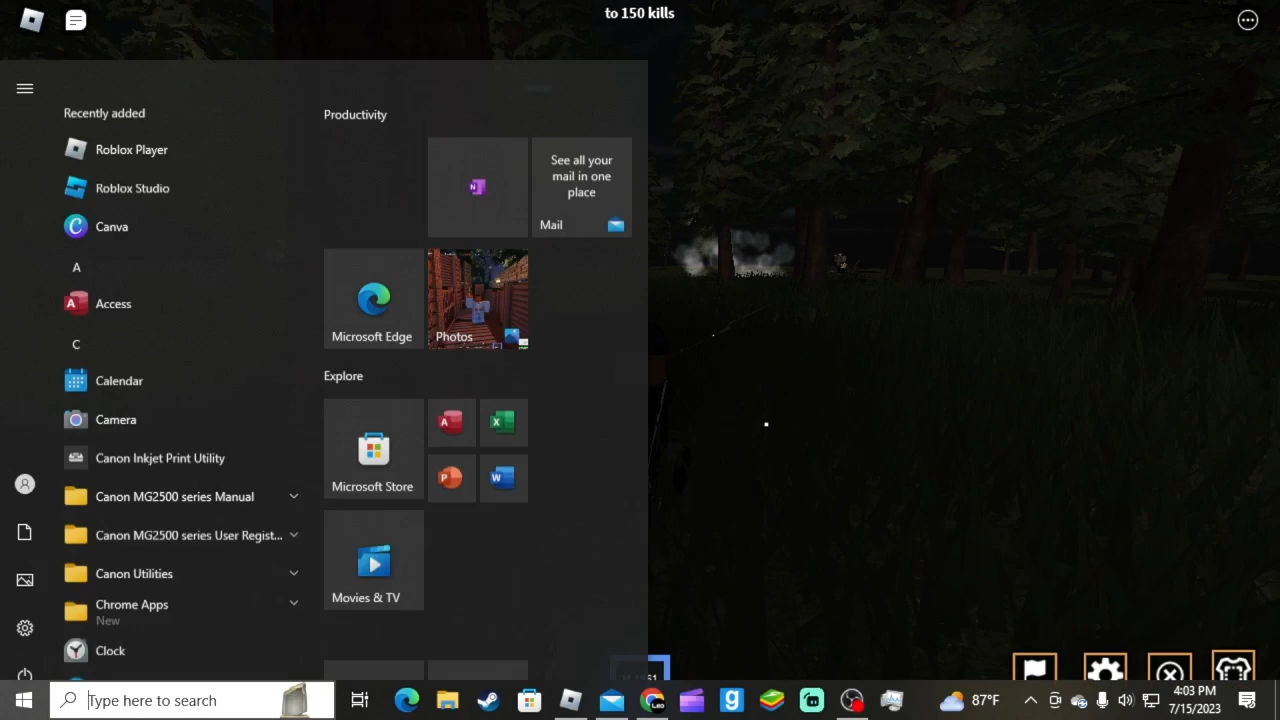 to 150 kills
Recently added
Roblox Player
Roblox Studio
Canva
A
Access
C
Calendar
Camera
Canon Inkjet Print Utility
Canon MG2500 series Manual
Canon MG2500 series User Regist...
Canon Utilities
Chrome Apps
New
Clock
Productivity
See all your
mail in one
place
Mail
Microsoft Edge
Photos
Explore
Microsoft Store
Movies & TV
Type here to search
87°F
4:03 PM
7/15/2023